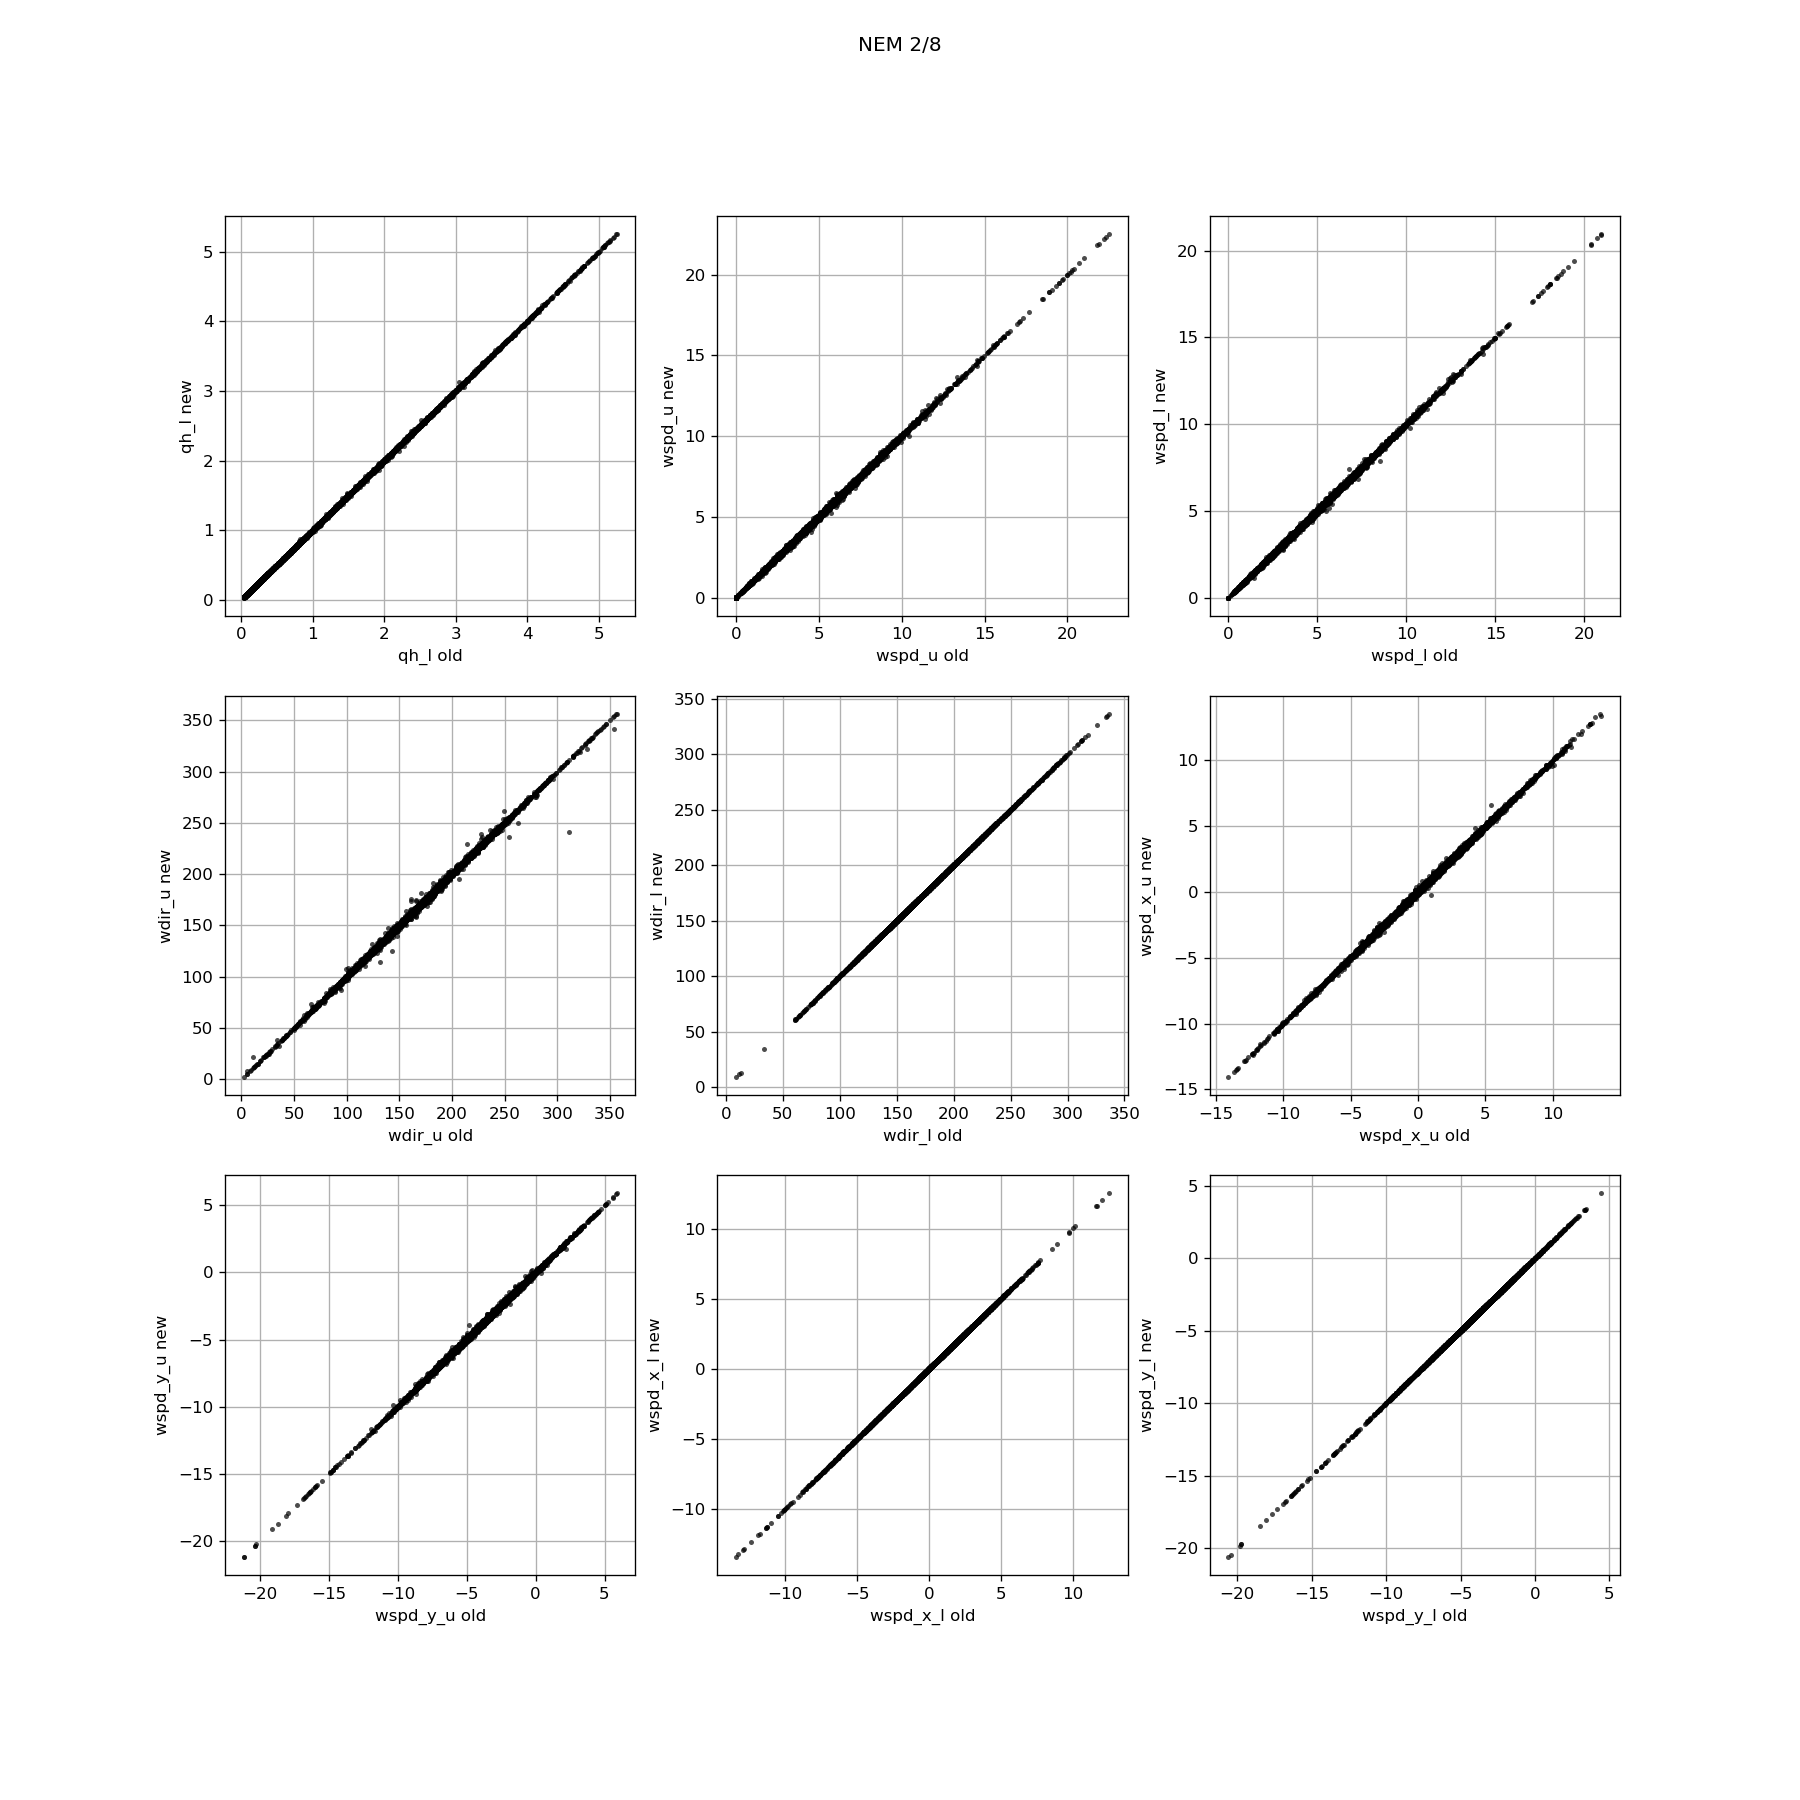 NEM 2/8
5
4
3
2
1
0
qh_l new
0 1 2 3 4 5
qh_l old
20
15
10
5
0
wspd_u new
0 5 10 15 20
wspd_u old
20
15
10
5
0
wspd_l new
0 5 10 15 20
wspd_l old
350
300
250
200
150
100
50
0
wdir_u new
0 50 100 150 200 250 300 350
wdir_u old
350
300
250
200
150
100
50
0
wdir_l new
0 50 100 150 200 250 300 350
wdir_l old
10
5
0
−5
−10
−15
wspd_x_u new
−15 −10 −5 0 5 10
wspd_x_u old
5
0
−5
−10
−15
−20
wspd_y_u new
−20 −15 −10 −5 0 5
wspd_y_u old
10
5
0
−5
−10
wspd_x_l new
−10 −5 0 5 10
wspd_x_l old
5
0
−5
−10
−15
−20
wspd_y_l new
−20 −15 −10 −5 0 5
wspd_y_l old